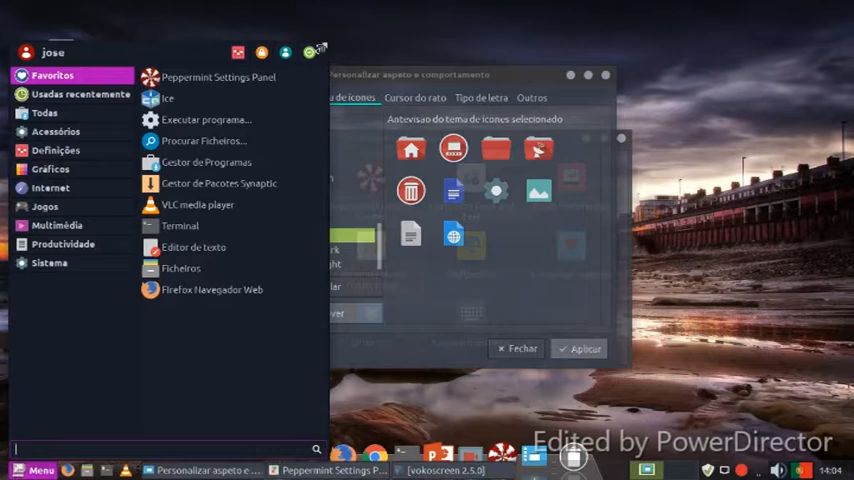 jose
Favoritos
Usadas recentemente
Todas
Acessórios
Definições
Gráficos
Internet
Jogos
Multimédia
Produtividade
Sistema
Peppermint Settings Panel
Ice
Executar programa...
Procurar Ficheiros...
Gestor de Programas
Gestor de Pacotes Synaptic
VLC media player
Terminal
Editor de texto
Ficheiros
Firefox Navegador Web
Personalizar aspeto e comportamento
de ícones Cursor do rato Tipo de letra Outros
Antevisão do tema de ícones selecionado
Fechar Aplicar
Edited by PowerDirector
Menu Personalizar aspeto e ... Peppermint Settings P... [vokoscreen 2.5.0] 14:04